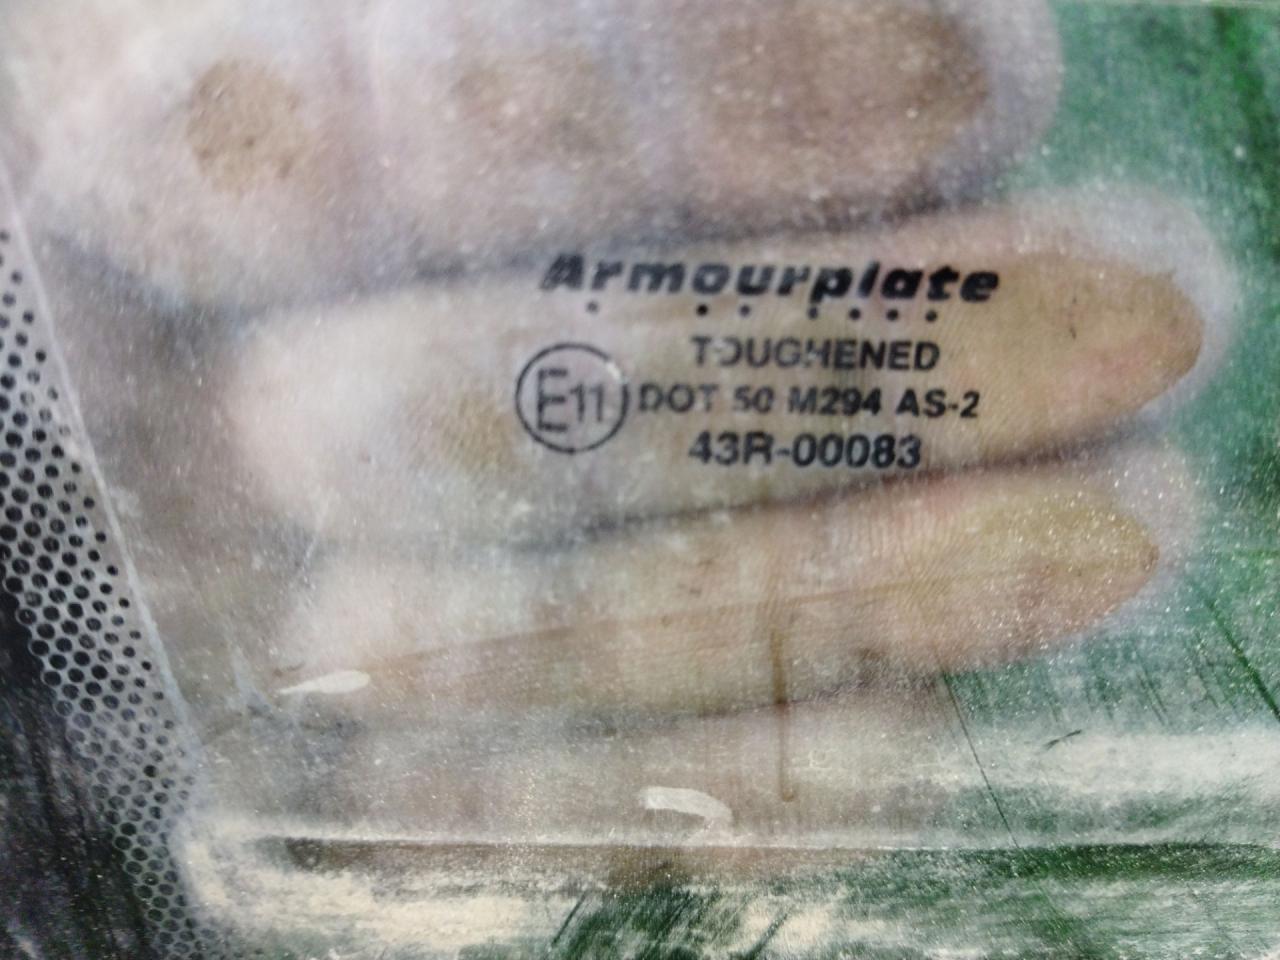 Armourplate
TOUGHENED
E11 DOT 50 M294 AS-2
43R-00083